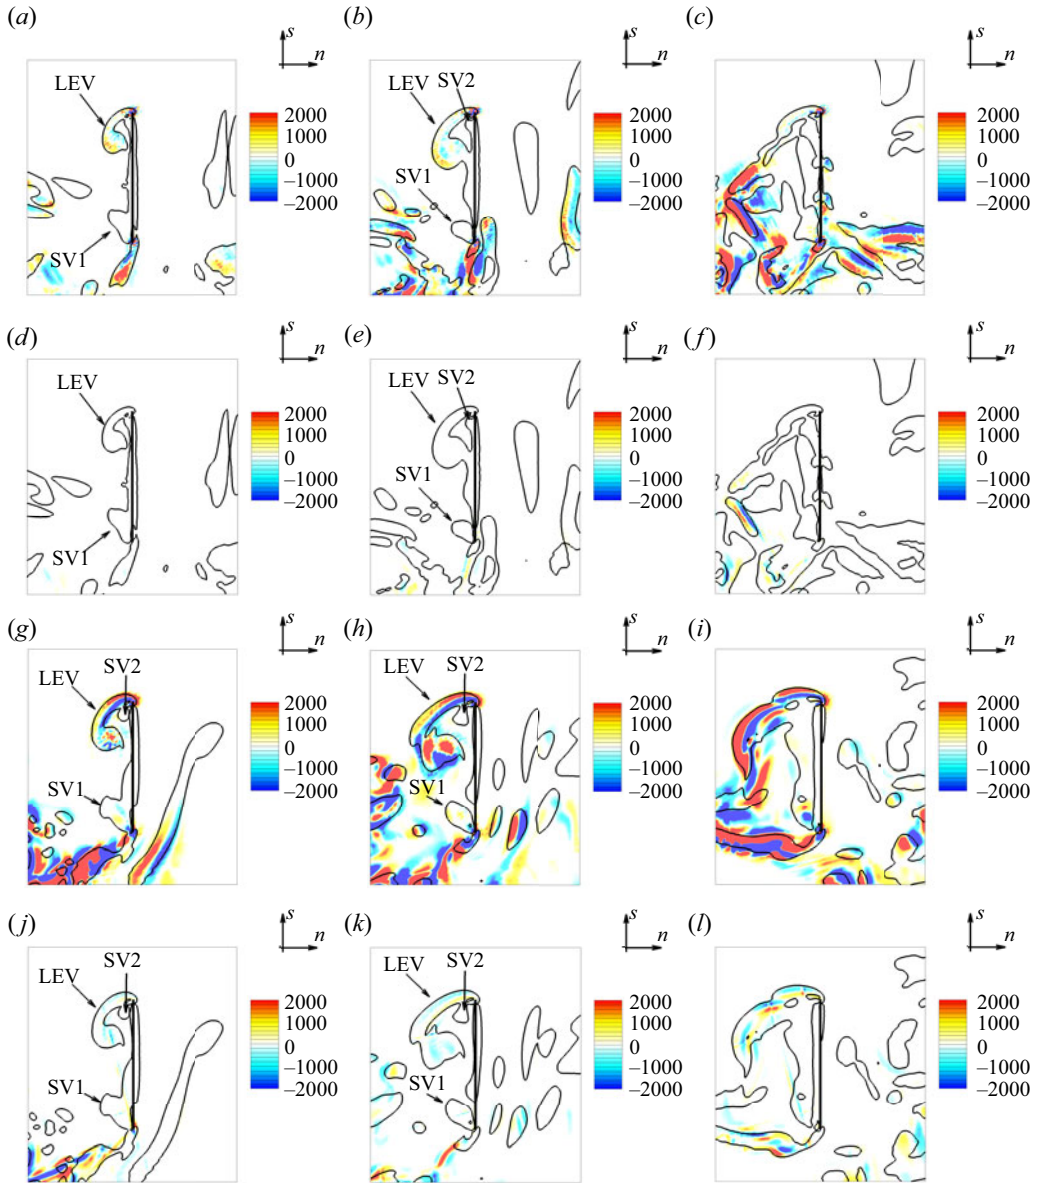 (a) (b) (c)
s s s
n n n
LEV LEV SV2
2000 2000 2000
1000 1000 1000
0 0 0
SV1
–1000 –1000 –1000
–2000 –2000 –2000
SV1
(d) (e) (f)
s s s
n n n
LEV LEV SV2
2000 2000 2000
1000 1000 1000
0 0 0
SV1
–1000 –1000 –1000
–2000 –2000 –2000
SV1
(g) (h) (i)
s s s
n n n
LEV SV2 LEV SV2
2000 2000 2000
1000 1000 1000
0 0 0
–1000 –1000 –1000
SV1 SV1
–2000 –2000 –2000
(j) (k) (l)
s s s
n n n
LEV SV2 LEV SV2
2000 2000 2000
1000 1000 1000
0 0 0
–1000 –1000 –1000
SV1 SV1
–2000 –2000 –2000